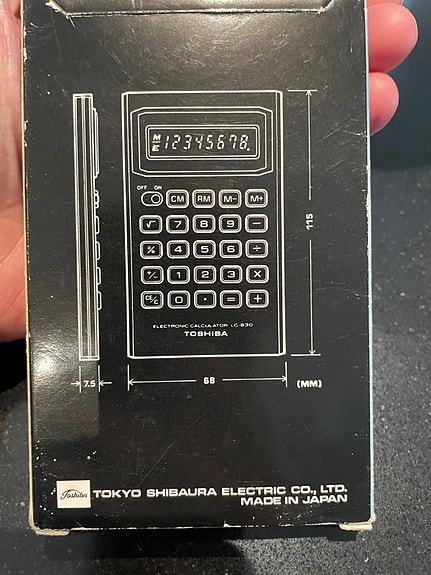 M
E 12345678.
OFF ON CM RM M- M+
√ 7 8 9 -
% 4 5 6 ÷
+/- 1 2 3 X
CE/C 0 · = +
ELECTRONIC CALCULATOR LC-830
TOSHIBA
115
7.5
68
(MM)
Toshiba
TOKYO SHIBAURA ELECTRIC CO., LTD.
MADE IN JAPAN